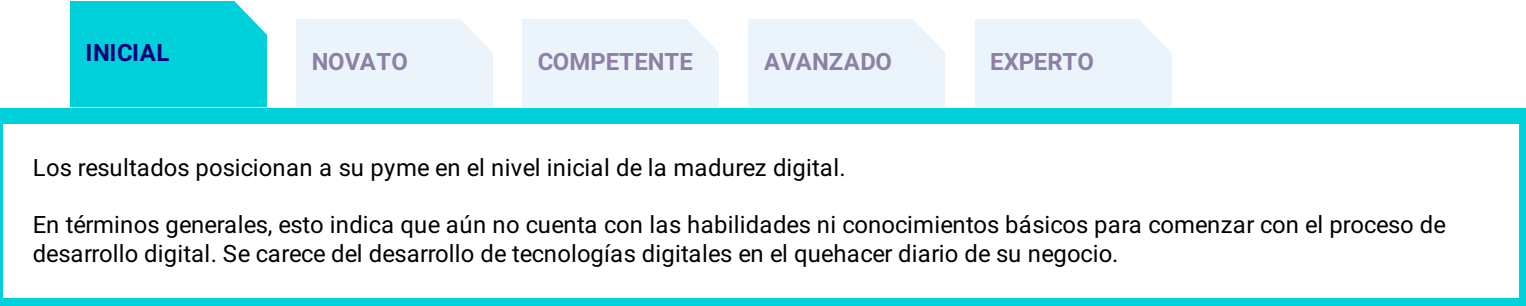 INICIAL
NOVATO
COMPETENTE
AVANZADO
EXPERTO
Los resultados posicionan a su pyme en el nivel inicial de la madurez digital.
En términos generales, esto indica que aún no cuenta con las habilidades ni conocimientos básicos para comenzar con el proceso de
desarrollo digital. Se carece del desarrollo de tecnologías digitales en el quehacer diario de su negocio.